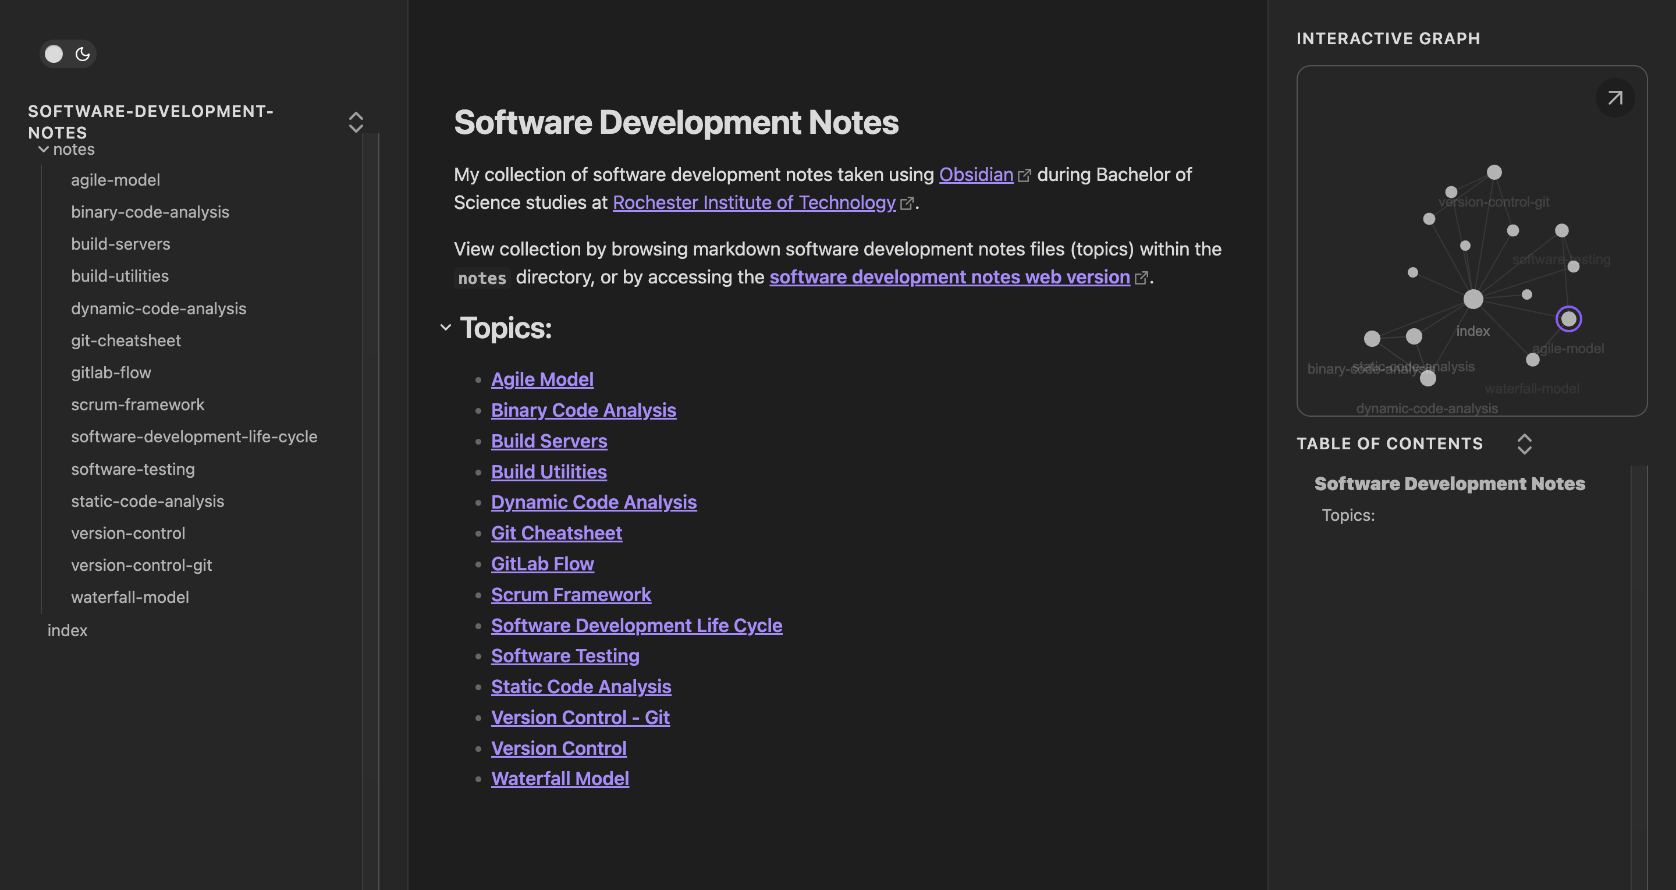 SOFTWARE-DEVELOPMENT-
NOTES
notes
agile-model
binary-code-analysis
build-servers
build-utilities
dynamic-code-analysis
git-cheatsheet
gitlab-flow
scrum-framework
software-development-life-cycle
software-testing
static-code-analysis
version-control
version-control-git
waterfall-model
index
Software Development Notes
My collection of software development notes taken using Obsidian during Bachelor of
Science studies at Rochester Institute of Technology.
View collection by browsing markdown software development notes files (topics) within the
notes directory, or by accessing the software development notes web version.
Topics:
Agile Model
Binary Code Analysis
Build Servers
Build Utilities
Dynamic Code Analysis
Git Cheatsheet
GitLab Flow
Scrum Framework
Software Development Life Cycle
Software Testing
Static Code Analysis
Version Control - Git
Version Control
Waterfall Model
INTERACTIVE GRAPH
version-control-git
software-testing
index
agile-model
static-code-analysis
binary-code-analysis
waterfall-model
dynamic-code-analysis
TABLE OF CONTENTS
Software Development Notes
Topics: